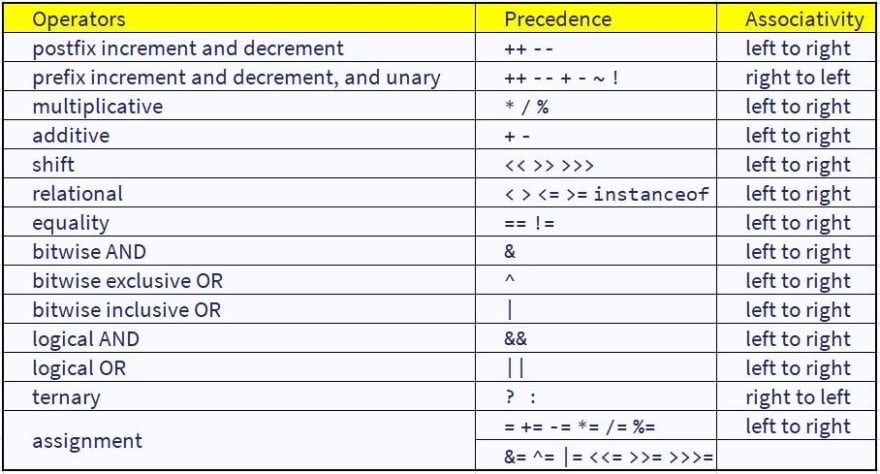 Operators Precedence Associativity
postfix increment and decrement ++ -- left to right
prefix increment and decrement, and unary ++ -- + - ~ ! right to left
multiplicative * / % left to right
additive + - left to right
shift << >> >>> left to right
relational < > <= >= instanceof left to right
equality == != left to right
bitwise AND & left to right
bitwise exclusive OR ^ left to right
bitwise inclusive OR | left to right
logical AND && left to right
logical OR || left to right
ternary ? : right to left
assignment = += -= *= /= %= left to right
&= ^= |= <<= >>= >>>=